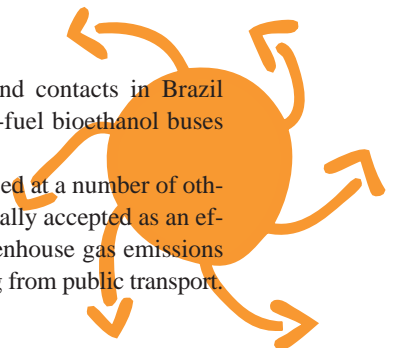 nd contacts in Brazil
-fuel bioethanol buses
ed at a number of oth-
ally accepted as an ef-
enhouse gas emissions
g from public transport.